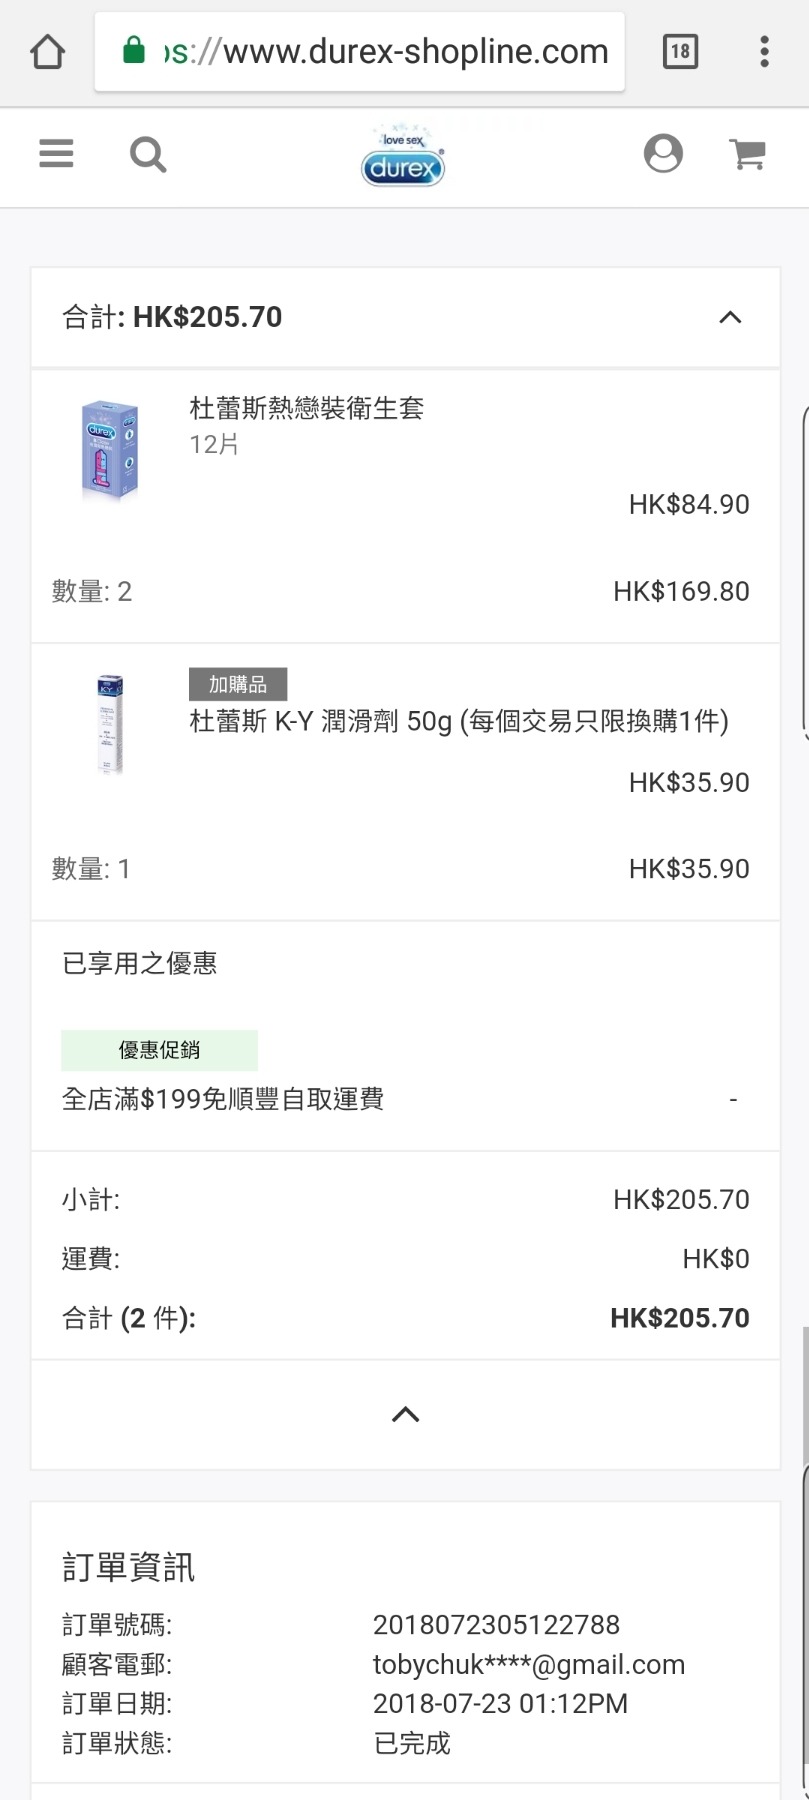 ps://www.durex-shopline.com
18
love sex
durex
合計: HK$205.70
durex
杜蕾斯熱戀裝衛生套
12片
HK$84.90
數量: 2
HK$169.80
KY
加購品
杜蕾斯 K-Y 潤滑劑 50g (每個交易只限換購1件)
HK$35.90
數量: 1
HK$35.90
已享用之優惠
優惠促銷
全店滿$199免順豐自取運費
-
小計: HK$205.70
運費: HK$0
合計 (2 件): HK$205.70
訂單資訊
訂單號碼: 2018072305122788
顧客電郵: tobychuk****@gmail.com
訂單日期: 2018-07-23 01:12PM
訂單狀態: 已完成